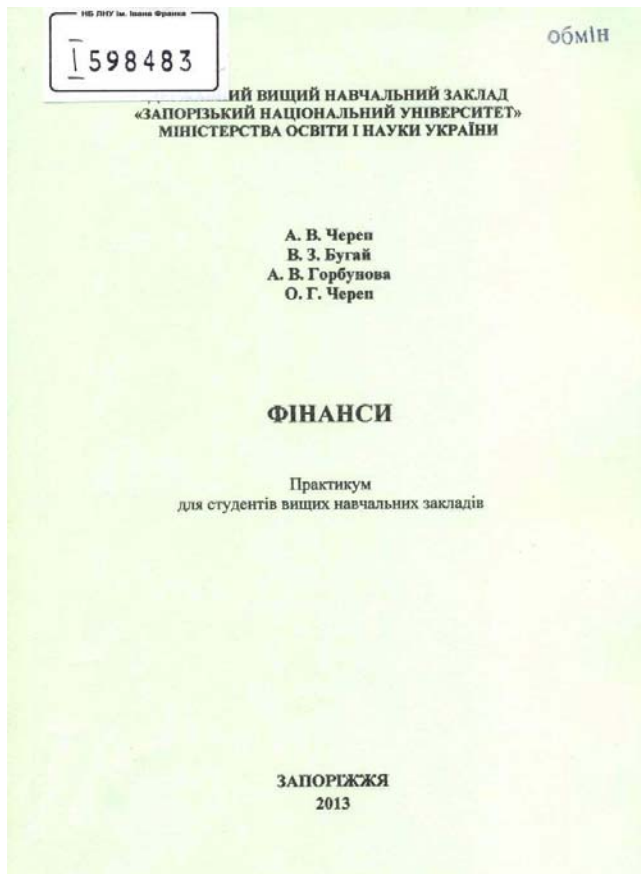 НБ ЛНУ ім. Івана Франка
598483
обмін
ИЙ ВИЩИЙ НАВЧАЛЬНИЙ ЗАКЛАД
«ЗАПОРІЗЬКИЙ НАЦІОНАЛЬНИЙ УНІВЕРСИТЕТ»
МІНІСТЕРСТВА ОСВІТИ І НАУКИ УКРАЇНИ
А. В. Череп
В. З. Бугай
А. В. Горбунова
О. Г. Череп
ФІНАНСИ
Практикум
для студентів вищих навчальних закладів
ЗАПОРІЖЖЯ
2013